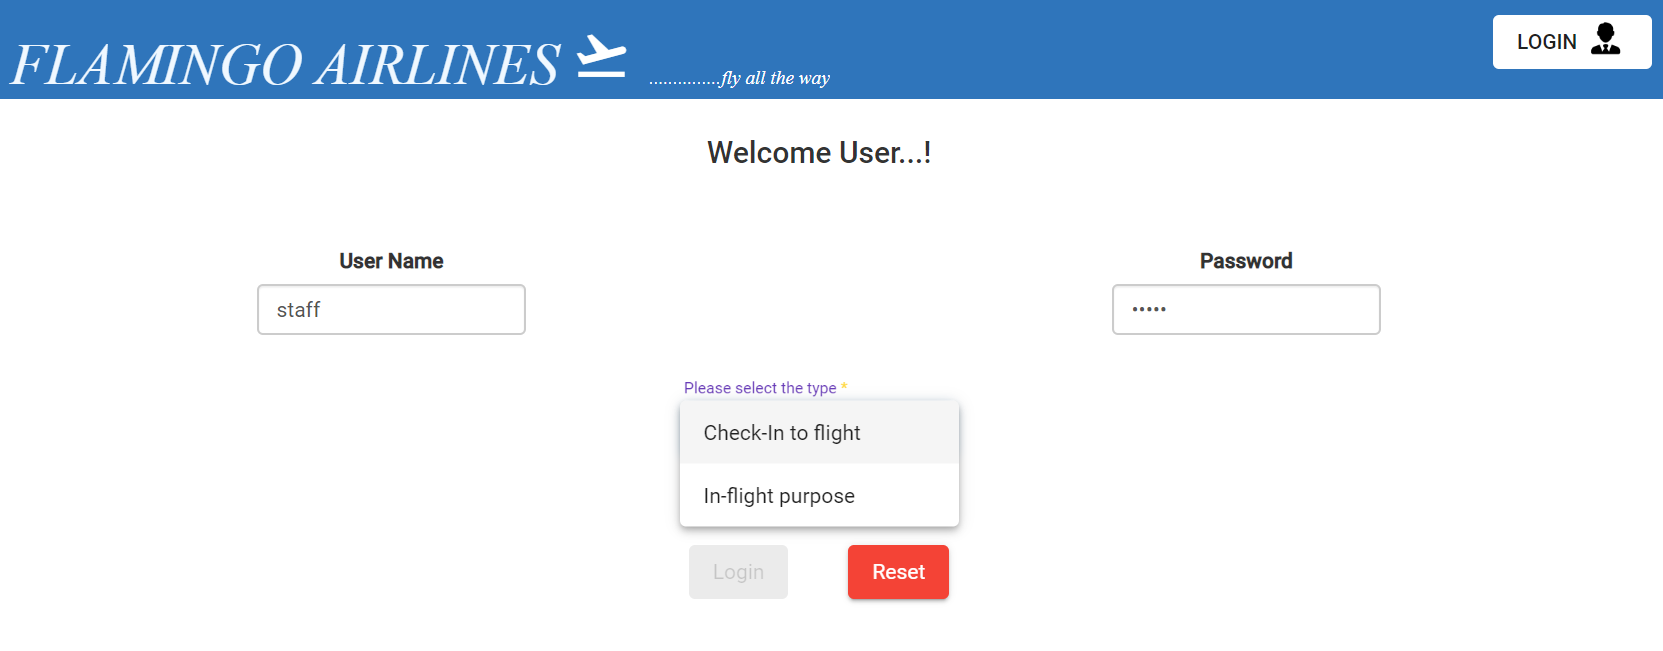 FLAMINGO AIRLINES ...............fly all the way
LOGIN
Welcome User...!
User Name
Password
staff
•••••
Please select the type *
Check-In to flight
In-flight purpose
Login
Reset